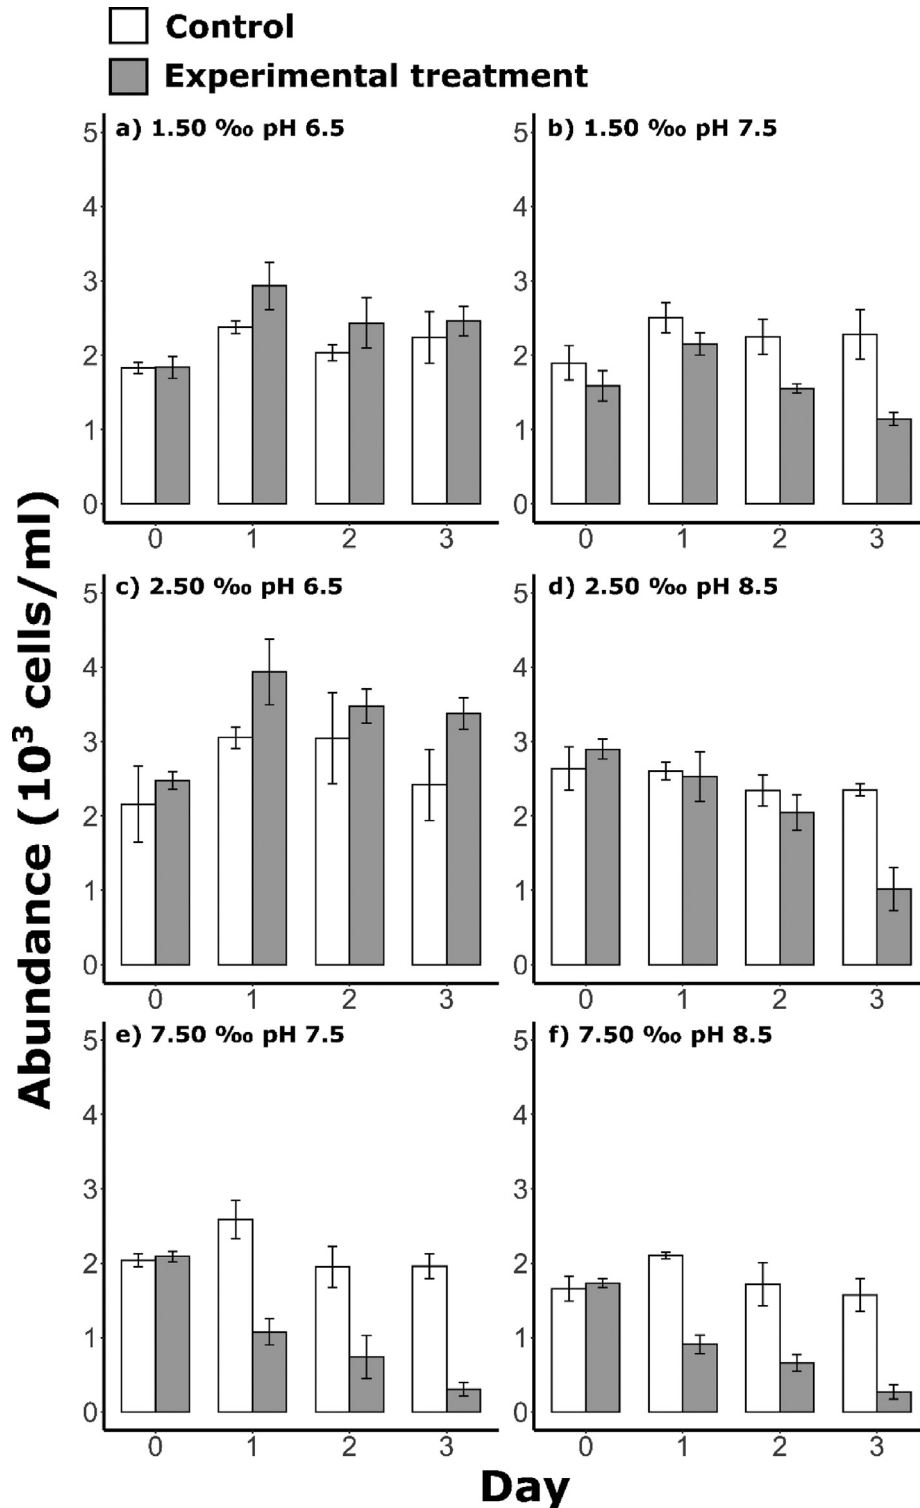 Control
Experimental treatment
a) 1.50 ‰ pH 6.5
5
4
3
2
1
0
0 1 2 3
b) 1.50 ‰ pH 7.5
5
4
3
2
1
0
0 1 2 3
c) 2.50 ‰ pH 6.5
5
4
3
2
1
0
0 1 2 3
d) 2.50 ‰ pH 8.5
5
4
3
2
1
0
0 1 2 3
e) 7.50 ‰ pH 7.5
5
4
3
2
1
0
0 1 2 3
f) 7.50 ‰ pH 8.5
5
4
3
2
1
0
0 1 2 3
Abundance (10³ cells/ml)
Day